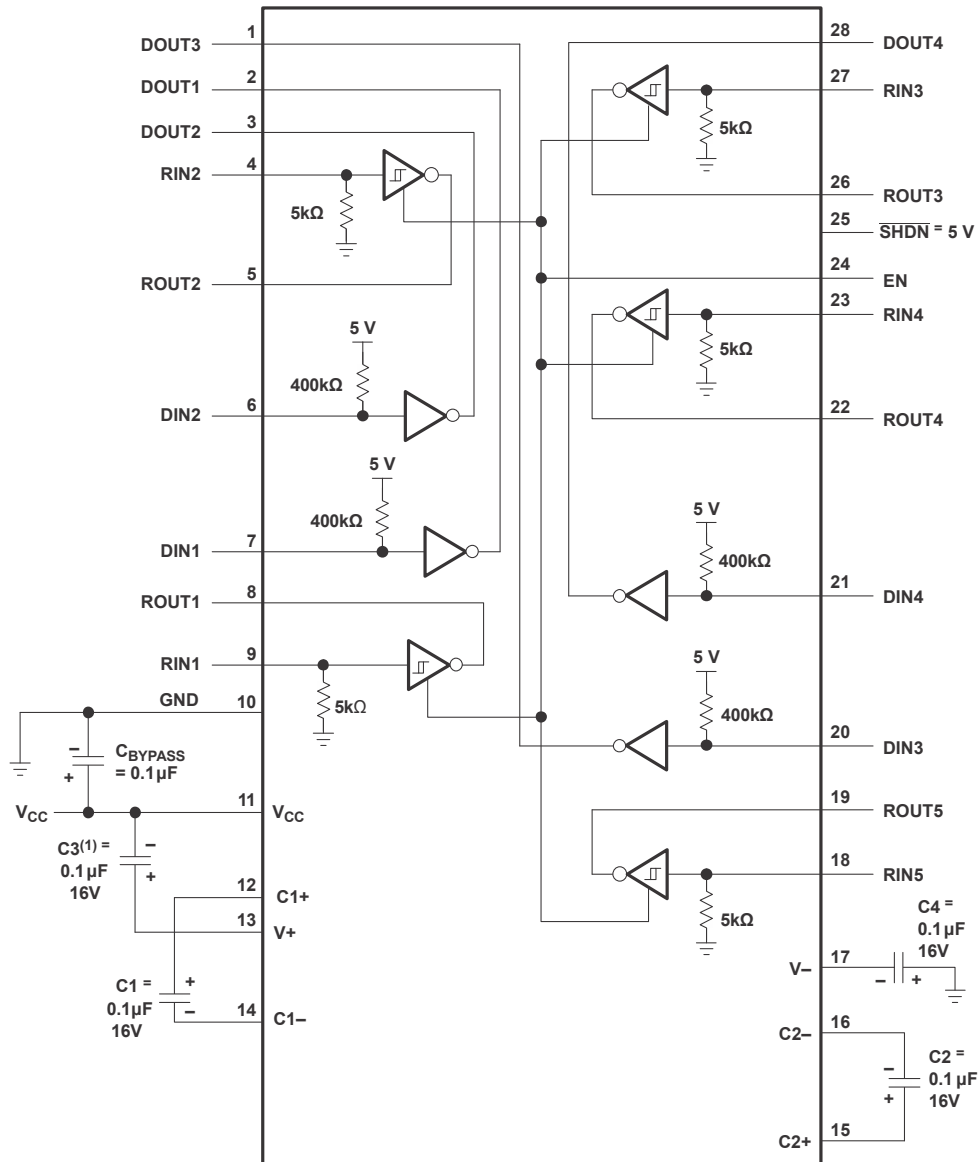 DOUT3 1
DOUT1 2
DOUT2 3
RIN2 4
5kΩ
ROUT2 5
5 V
400kΩ
DIN2 6
5 V
400kΩ
DIN1 7
ROUT1 8
RIN1 9
5kΩ
GND 10
CBYPASS
= 0.1µF
−
+
VCC 11 VCC
C3(1) =
0.1µF
16V
−
+
12 C1+
13 V+
C1 =
0.1µF
16V
+
−
14 C1−
28 DOUT4
27 RIN3
5kΩ
26 ROUT3
25 SHDN = 5 V
24 EN
23 RIN4
5kΩ
22 ROUT4
5 V
400kΩ
21 DIN4
5 V
400kΩ
20 DIN3
19 ROUT5
18 RIN5
5kΩ
C4 =
0.1µF
16V
V− 17
− +
C2− 16
C2 =
0.1µF
16V
−
+
C2+ 15